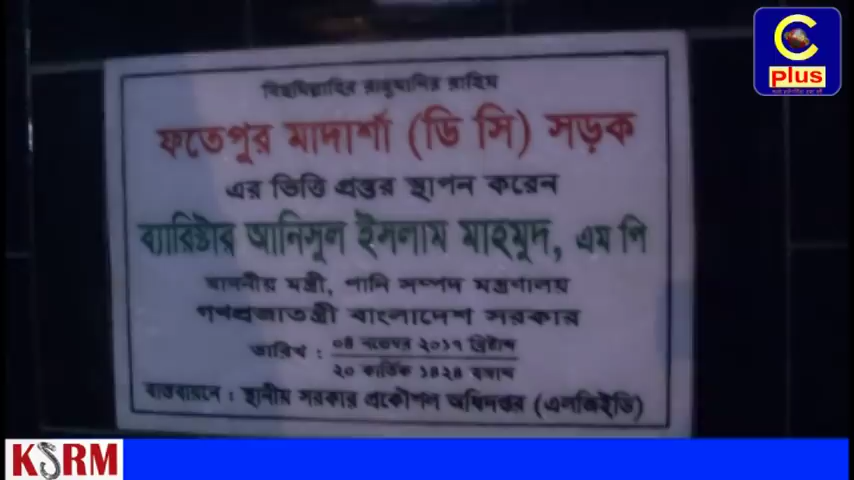 C
plus
বিছমিল্লাহির রাহমানির রাহিম
ফতেপুর মাদার্শা (ডি সি) সড়ক
এর ভিত্তি প্রস্তর স্থাপন করেন
ব্যারিষ্টার আনিসুল ইসলাম মাহমুদ, এম পি
মাননীয় মন্ত্রী, পানি সম্পদ মন্ত্রণালয়
গণপ্রজাতন্ত্রী বাংলাদেশ সরকার
তারিখ : ০৪ নভেম্বর ২০১৭ খ্রিষ্টাব্দ
২০ কার্তিক ১৪২৪ বঙ্গাব্দ
বাস্তবায়নে : স্থানীয় সরকার প্রকৌশল অধিদপ্তর (এলজিইডি)
KSRM